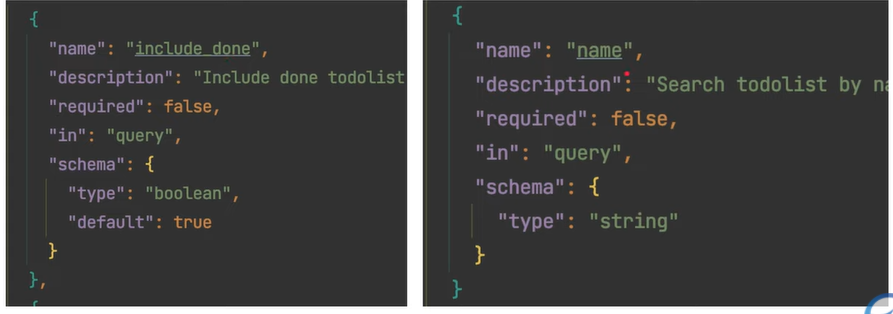 {
"name": "include_done",
"description": "Include done todolist
"required": false,
"in": "query",
"schema": {
"type": "boolean",
"default": true
}
},
{
"name": "name",
"description": "Search todolist by na
"required": false,
"in": "query",
"schema": {
"type": "string"
}
}